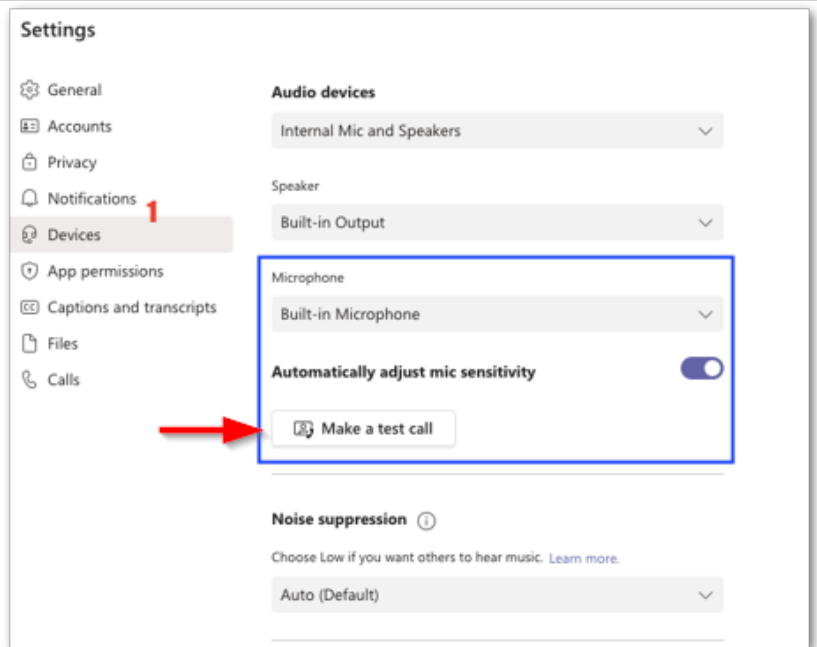 Settings
General
Accounts
Privacy
Notifications
1
Devices
App permissions
CC Captions and transcripts
Files
Calls
Audio devices
Internal Mic and Speakers
Speaker
Built-in Output
Microphone
Built-in Microphone
Automatically adjust mic sensitivity
Make a test call
Noise suppression
Choose Low if you want others to hear music. Learn more.
Auto (Default)